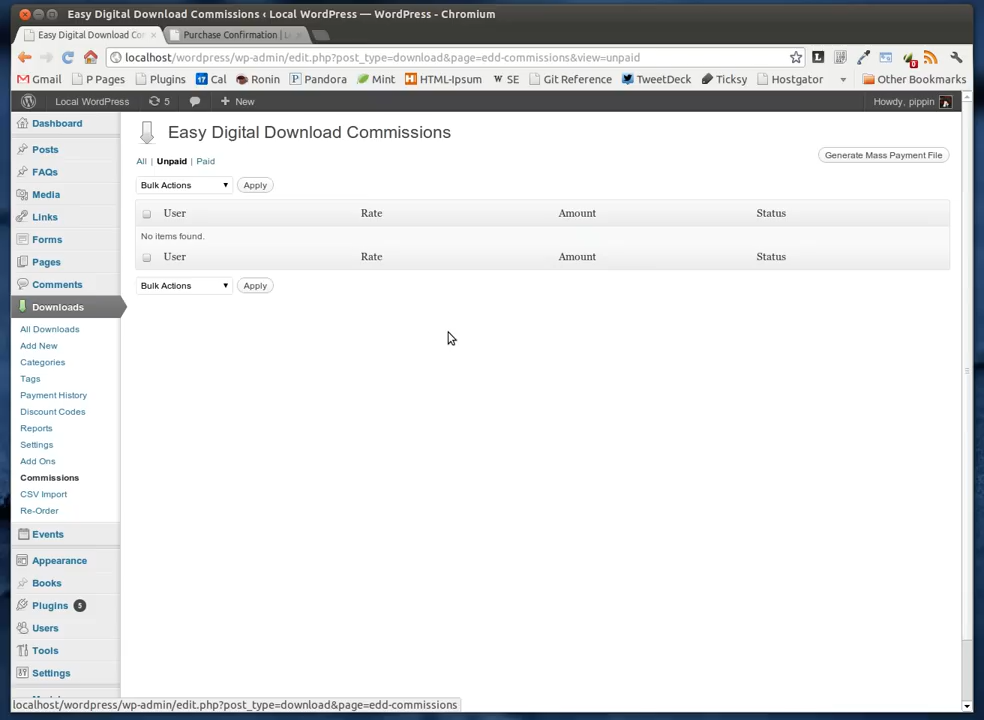 Easy Digital Download Commissions ‹ Local WordPress — WordPress - Chromium
Easy Digital Download Co
Purchase Confirmation |
localhost/wordpress/wp-admin/edit.php?post_type=download&page=edd-commissions&view=unpaid
Gmail P Pages Plugins 17 Cal Ronin Pandora Mint HTML-Ipsum SE Git Reference TweetDeck Ticksy Hostgator Other Bookmarks
Local WordPress 5 New Howdy, pippin
Dashboard
Posts
FAQs
Media
Links
Forms
Pages
Comments
Downloads
All Downloads
Add New
Categories
Tags
Payment History
Discount Codes
Reports
Settings
Add Ons
Commissions
CSV Import
Re-Order
Events
Appearance
Books
Plugins 5
Users
Tools
Settings
Easy Digital Download Commissions
All | Unpaid | Paid
Generate Mass Payment File
Bulk Actions Apply
User Rate Amount Status
No items found.
User Rate Amount Status
Bulk Actions Apply
localhost/wordpress/wp-admin/edit.php?post_type=download&page=edd-commissions